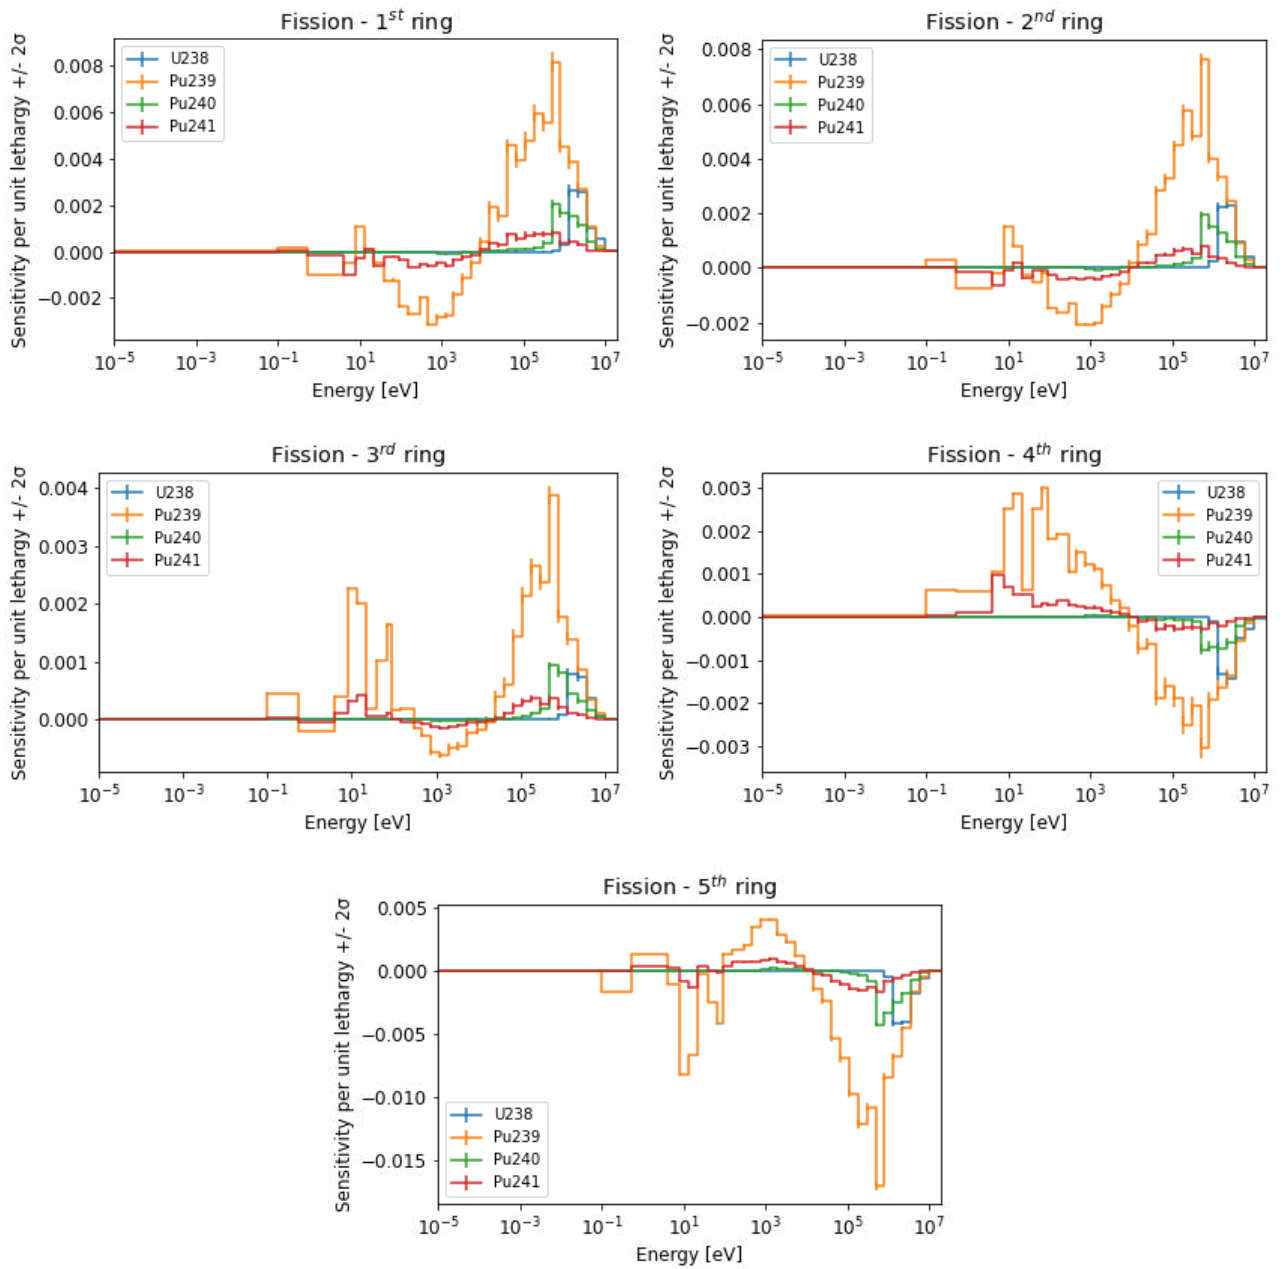 Fission - 1st ring
Sensitivity per unit lethargy +/- 2σ
0.008
0.006
0.004
0.002
0.000
−0.002
U238
Pu239
Pu240
Pu241
10−5 10−3 10−1 101 103 105 107
Energy [eV]
Fission - 2nd ring
Sensitivity per unit lethargy +/- 2σ
0.008
0.006
0.004
0.002
0.000
−0.002
U238
Pu239
Pu240
Pu241
10−5 10−3 10−1 101 103 105 107
Energy [eV]
Fission - 3rd ring
Sensitivity per unit lethargy +/- 2σ
0.004
0.003
0.002
0.001
0.000
U238
Pu239
Pu240
Pu241
10−5 10−3 10−1 101 103 105 107
Energy [eV]
Fission - 4th ring
Sensitivity per unit lethargy +/- 2σ
0.003
0.002
0.001
0.000
−0.001
−0.002
−0.003
U238
Pu239
Pu240
Pu241
10−5 10−3 10−1 101 103 105 107
Energy [eV]
Fission - 5th ring
Sensitivity per unit lethargy +/- 2σ
0.005
0.000
−0.005
−0.010
−0.015
U238
Pu239
Pu240
Pu241
10−5 10−3 10−1 101 103 105 107
Energy [eV]